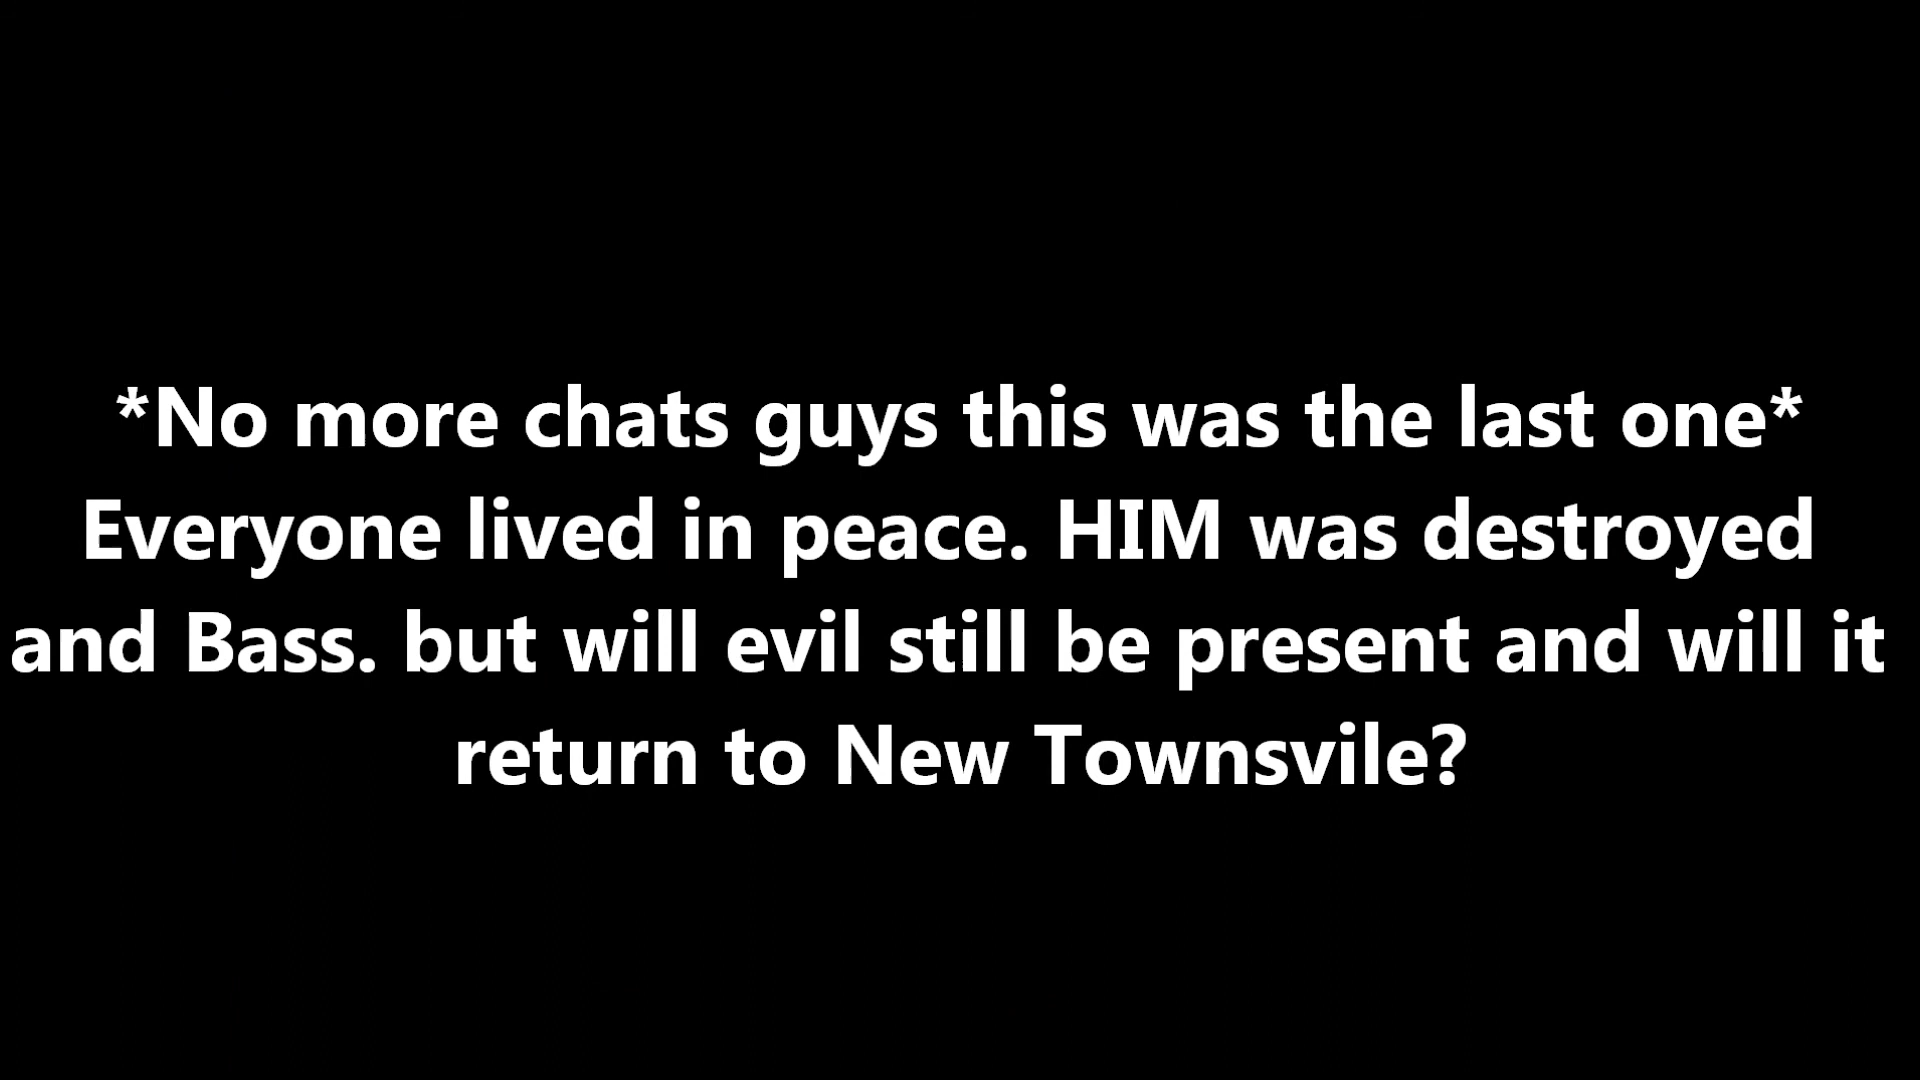 *No more chats guys this was the last one*
Everyone lived in peace. HIM was destroyed
and Bass. but will evil still be present and will it
return to New Townsvile?